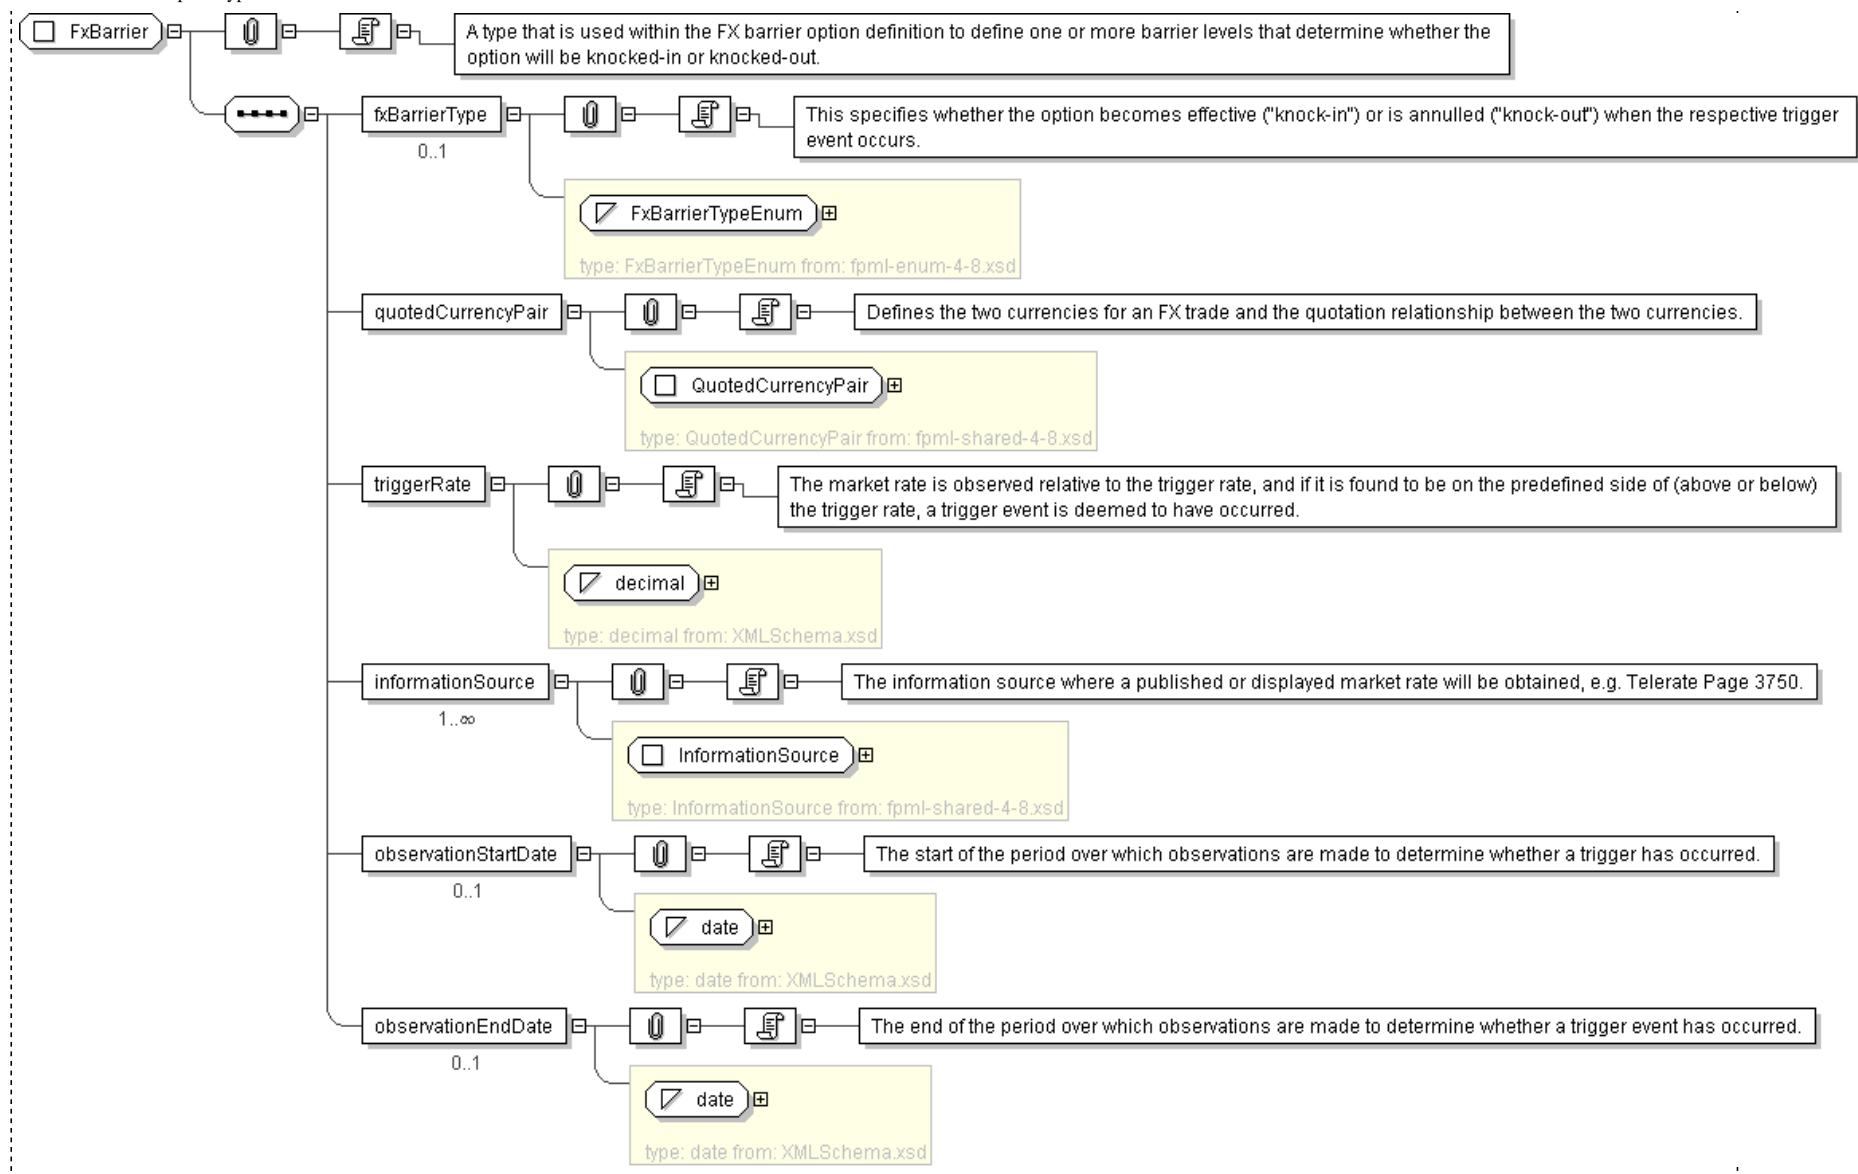 FxBarrier
A type that is used within the FX barrier option definition to define one or more barrier levels that determine whether the
option will be knocked-in or knocked-out.
fxBarrierType
0..1
This specifies whether the option becomes effective ("knock-in") or is annulled ("knock-out") when the respective trigger
event occurs.
FxBarrierTypeEnum
type: FxBarrierTypeEnum from: fpml-enum-4-8.xsd
quotedCurrencyPair
Defines the two currencies for an FX trade and the quotation relationship between the two currencies.
QuotedCurrencyPair
type: QuotedCurrencyPair from: fpml-shared-4-8.xsd
triggerRate
The market rate is observed relative to the trigger rate, and if it is found to be on the predefined side of (above or below)
the trigger rate, a trigger event is deemed to have occurred.
decimal
type: decimal from: XMLSchema.xsd
informationSource
1..∞
The information source where a published or displayed market rate will be obtained, e.g. Telerate Page 3750.
InformationSource
type: InformationSource from: fpml-shared-4-8.xsd
observationStartDate
0..1
The start of the period over which observations are made to determine whether a trigger has occurred.
date
type: date from: XMLSchema.xsd
observationEndDate
0..1
The end of the period over which observations are made to determine whether a trigger event has occurred.
date
type: date from: XMLSchema.xsd